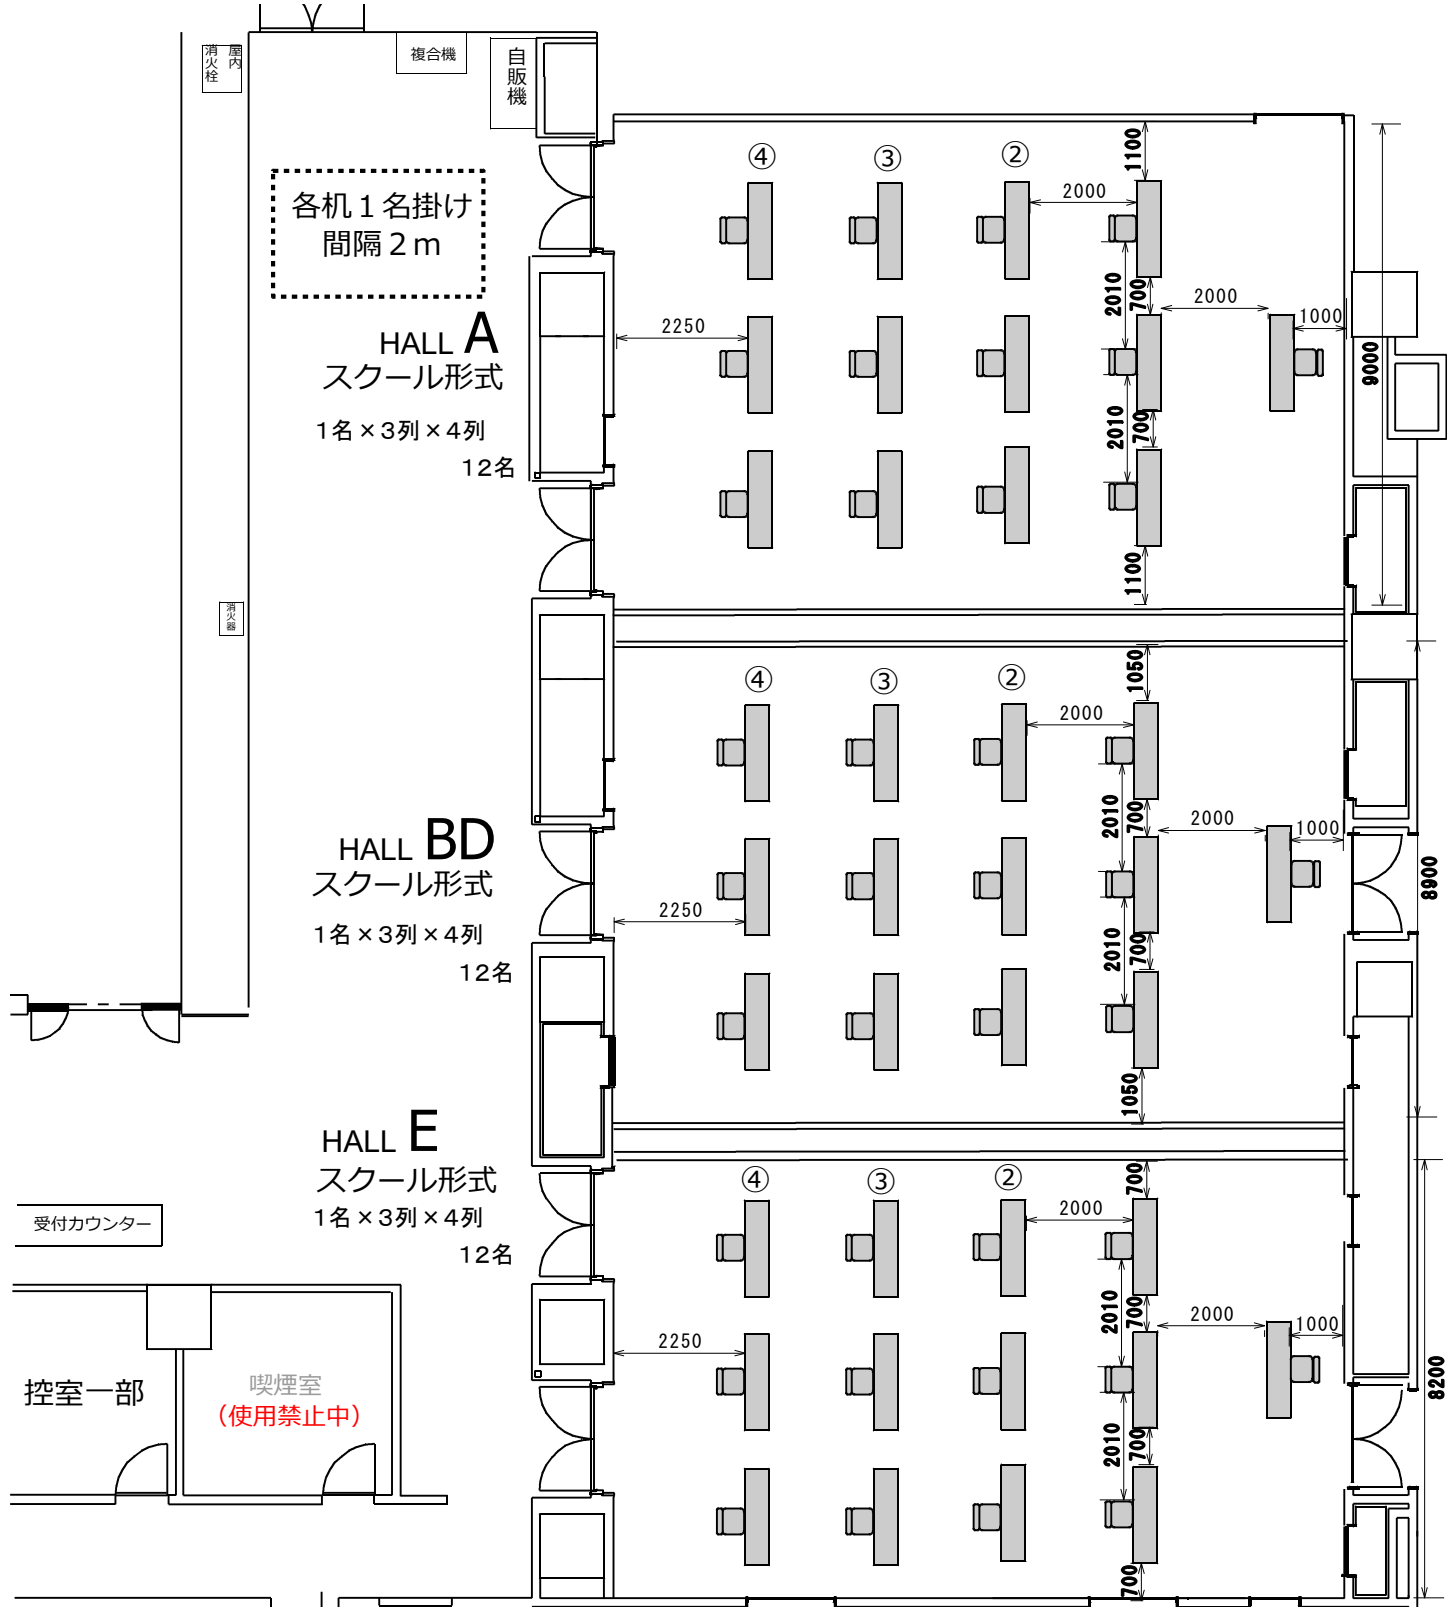 屋内
消火栓
複合機
自販機
各机１名掛け
間隔２ｍ
HALL A
スクール形式
1名×3列×4列
12名
④
③
②
1100
2000
2010
700
2250
2000
1000
9000
2010
700
1100
消火器
HALL BD
スクール形式
1名×3列×4列
12名
④
③
②
1050
2000
2010
700
2000
1000
8900
2250
2010
700
1050
HALL E
スクール形式
1名×3列×4列
12名
④
③
②
700
2000
2010
700
2000
1000
2250
8200
2010
700
700
受付カウンター
控室一部
喫煙室
（使用禁止中）